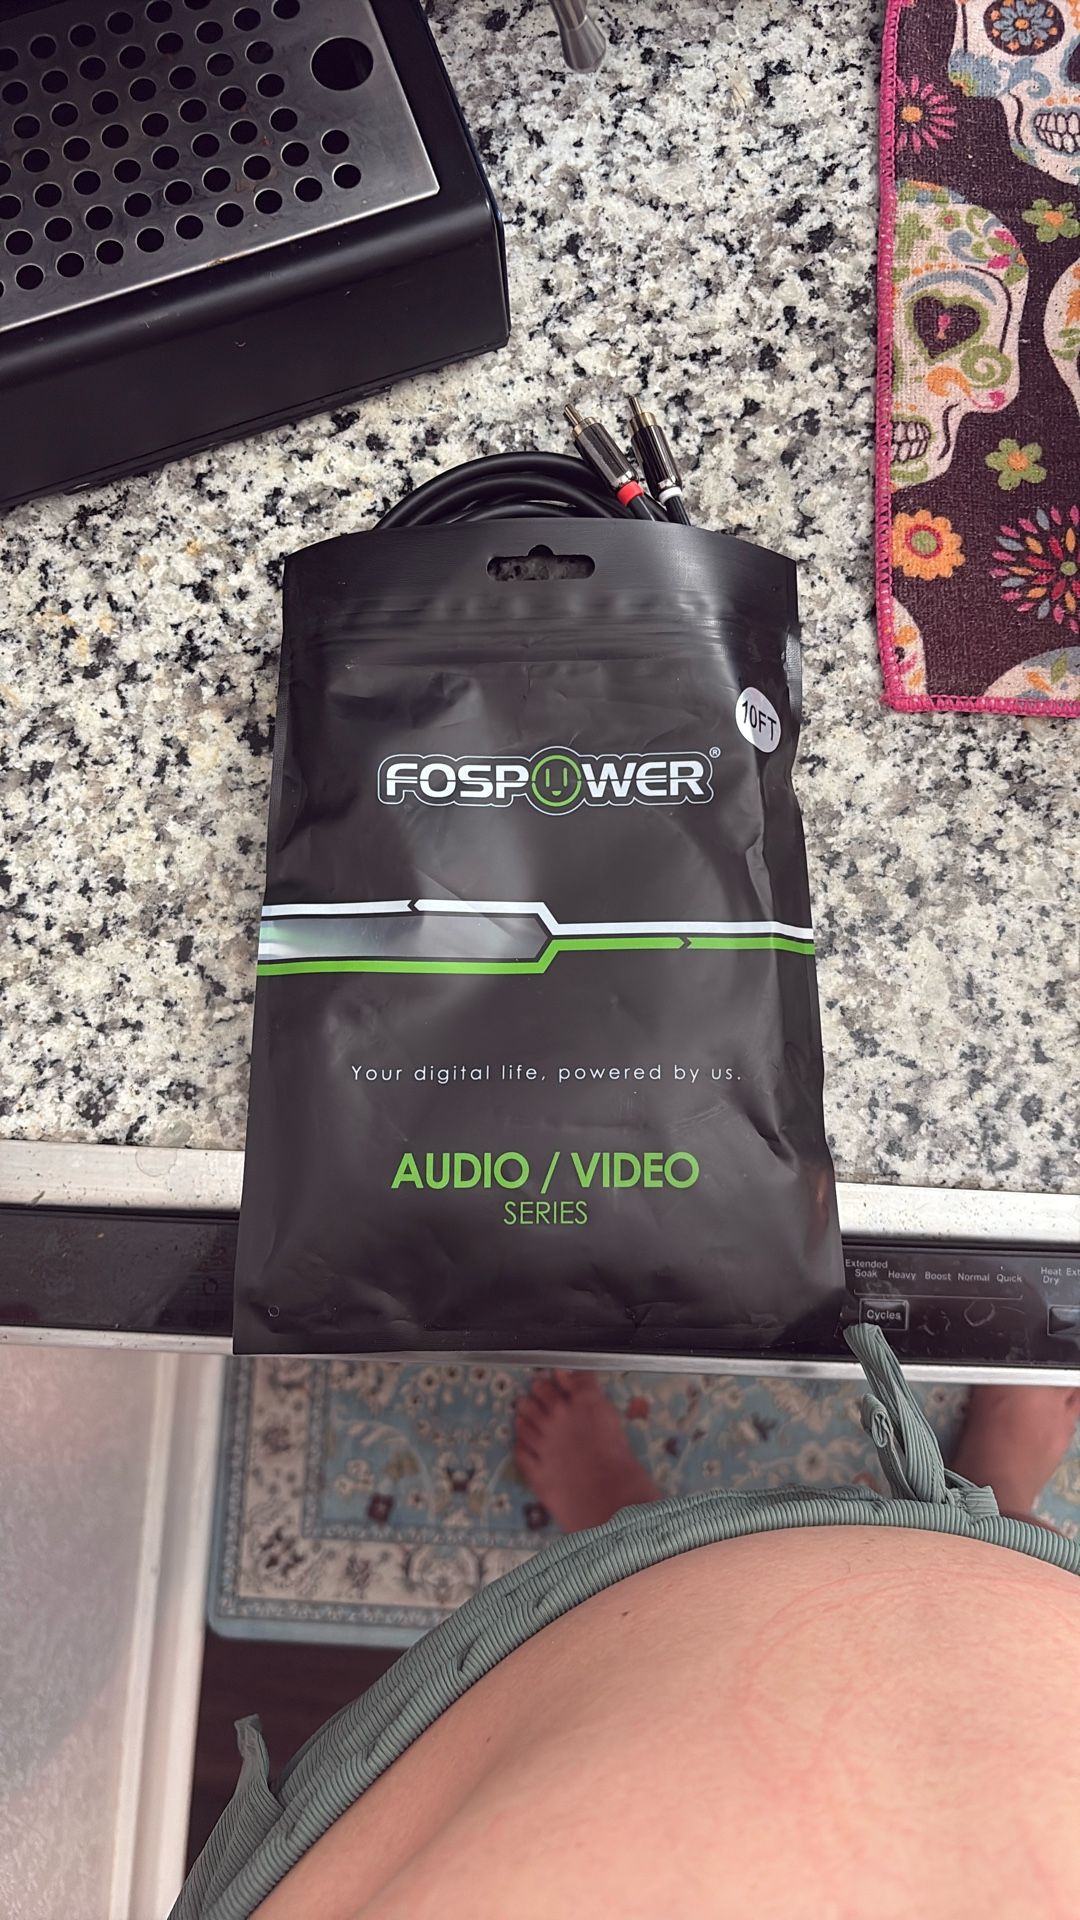 10FT
FOSPOWER®
Your digital life, powered by us.
AUDIO / VIDEO
SERIES
Extended
Soak Heavy Boost Normal Quick
Heat
Dry
Cycles